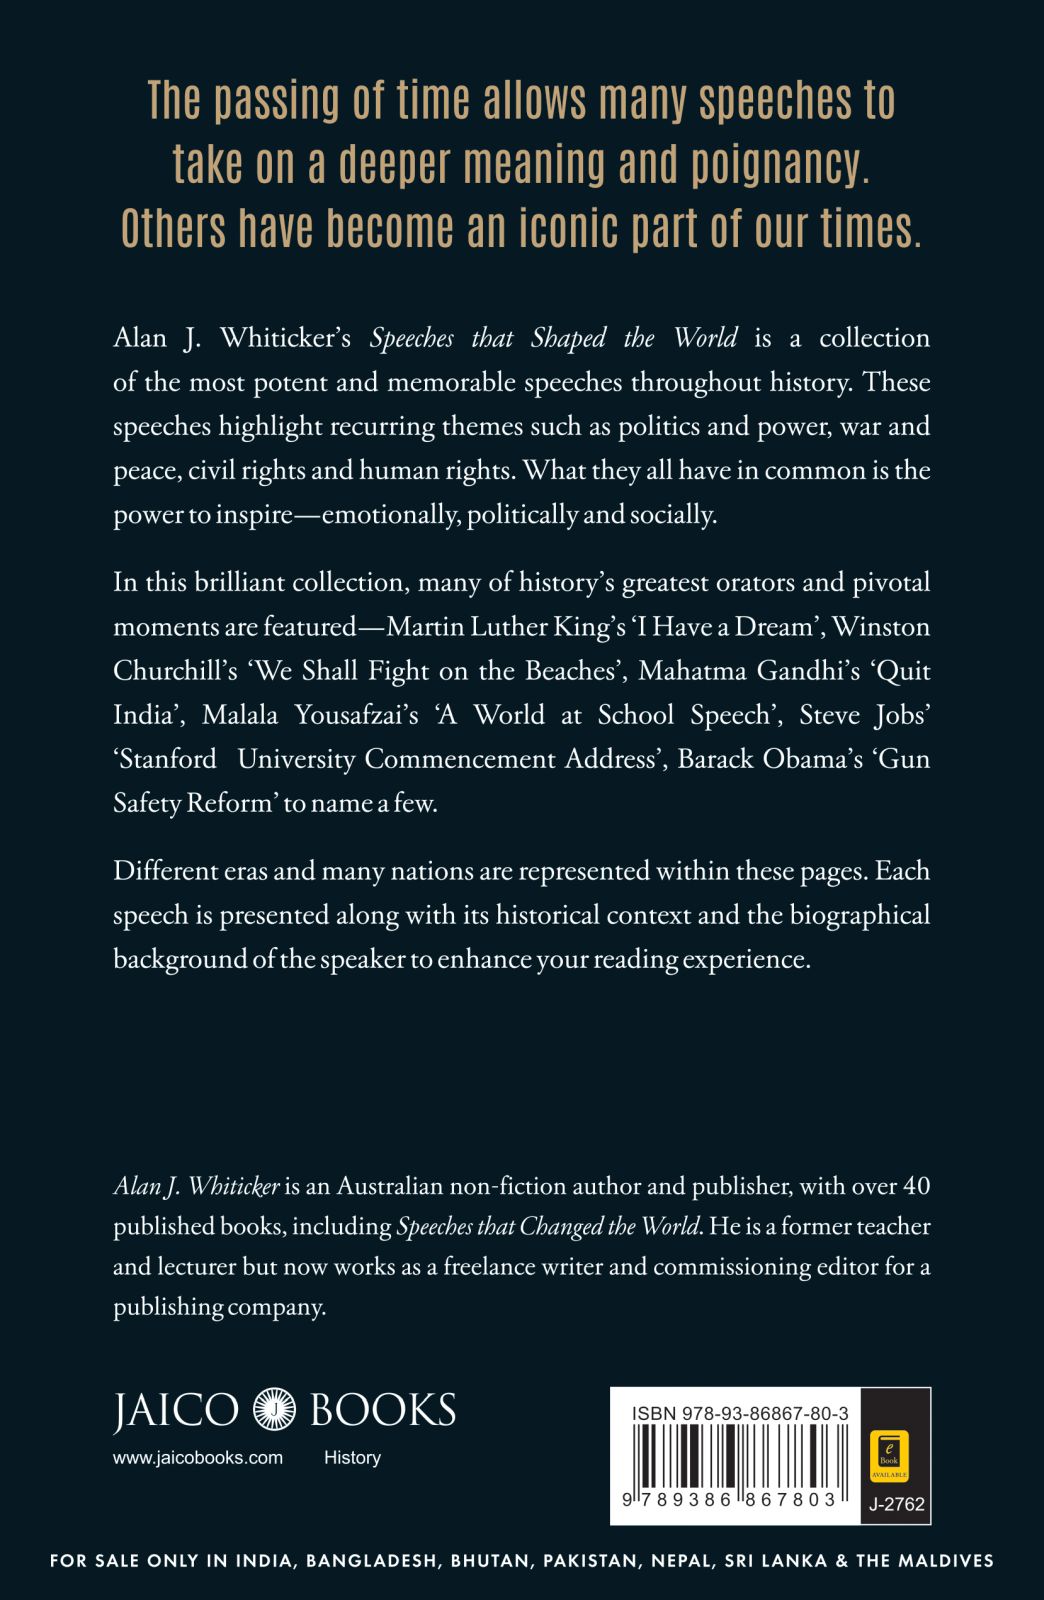 The passing of time allows many speeches to
take on a deeper meaning and poignancy.
Others have become an iconic part of our times.
Alan J. Whiticker’s Speeches that Shaped the World is a collection
of the most potent and memorable speeches throughout history. These
speeches highlight recurring themes such as politics and power, war and
peace, civil rights and human rights. What they all have in common is the
power to inspire—emotionally, politically and socially.
In this brilliant collection, many of history’s greatest orators and pivotal
moments are featured—Martin Luther King’s ‘I Have a Dream’, Winston
Churchill’s ‘We Shall Fight on the Beaches’, Mahatma Gandhi’s ‘Quit
India’, Malala Yousafzai’s ‘A World at School Speech’, Steve Jobs’
‘Stanford University Commencement Address’, Barack Obama’s ‘Gun
Safety Reform’ to name a few.
Different eras and many nations are represented within these pages. Each
speech is presented along with its historical context and the biographical
background of the speaker to enhance your reading experience.
Alan J. Whiticker is an Australian non-fiction author and publisher, with over 40
published books, including Speeches that Changed the World. He is a former teacher
and lecturer but now works as a freelance writer and commissioning editor for a
publishing company.
JAICO J BOOKS
www.jaicobooks.com History
ISBN 978-93-86867-80-3
9 789386 867803
e
Book
AVAILABLE
J-2762
FOR SALE ONLY IN INDIA, BANGLADESH, BHUTAN, PAKISTAN, NEPAL, SRI LANKA & THE MALDIVES